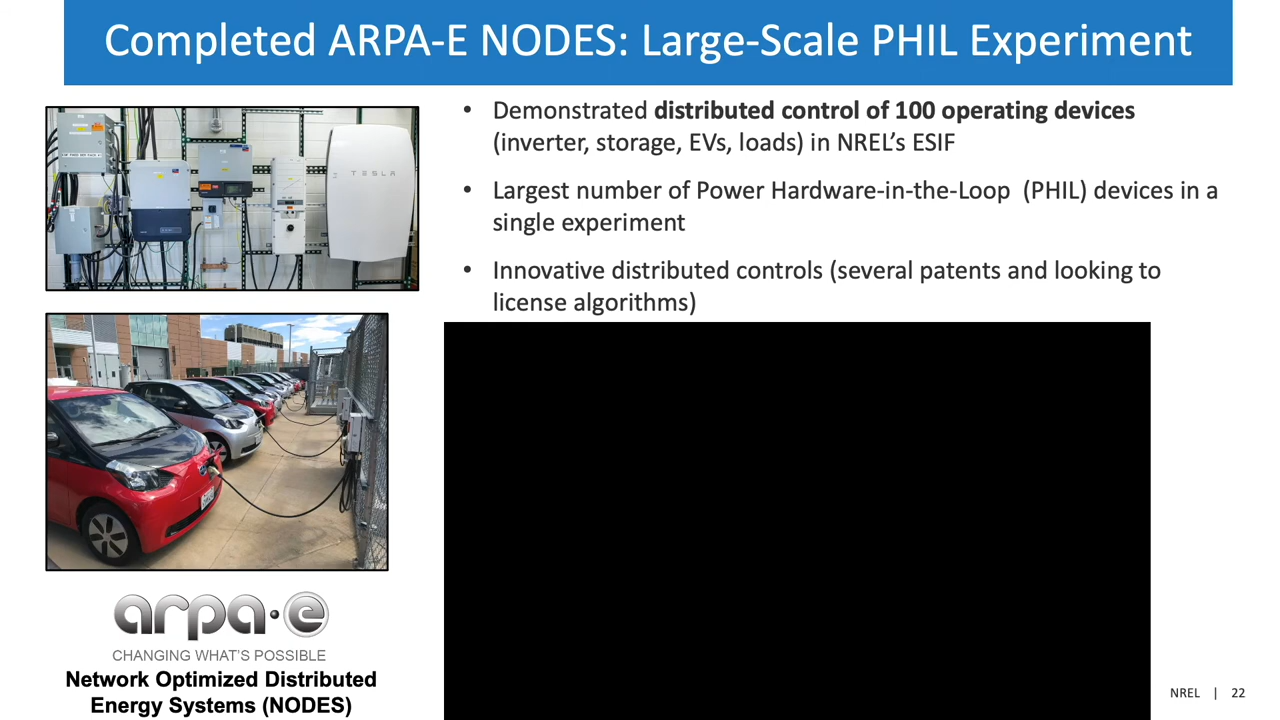 Completed ARPA-E NODES: Large-Scale PHIL Experiment
TESLA
• Demonstrated distributed control of 100 operating devices
(inverter, storage, EVs, loads) in NREL’s ESIF
• Largest number of Power Hardware-in-the-Loop (PHIL) devices in a
single experiment
• Innovative distributed controls (several patents and looking to
license algorithms)
arpa·e
CHANGING WHAT’S POSSIBLE
Network Optimized Distributed
Energy Systems (NODES)
NREL | 22